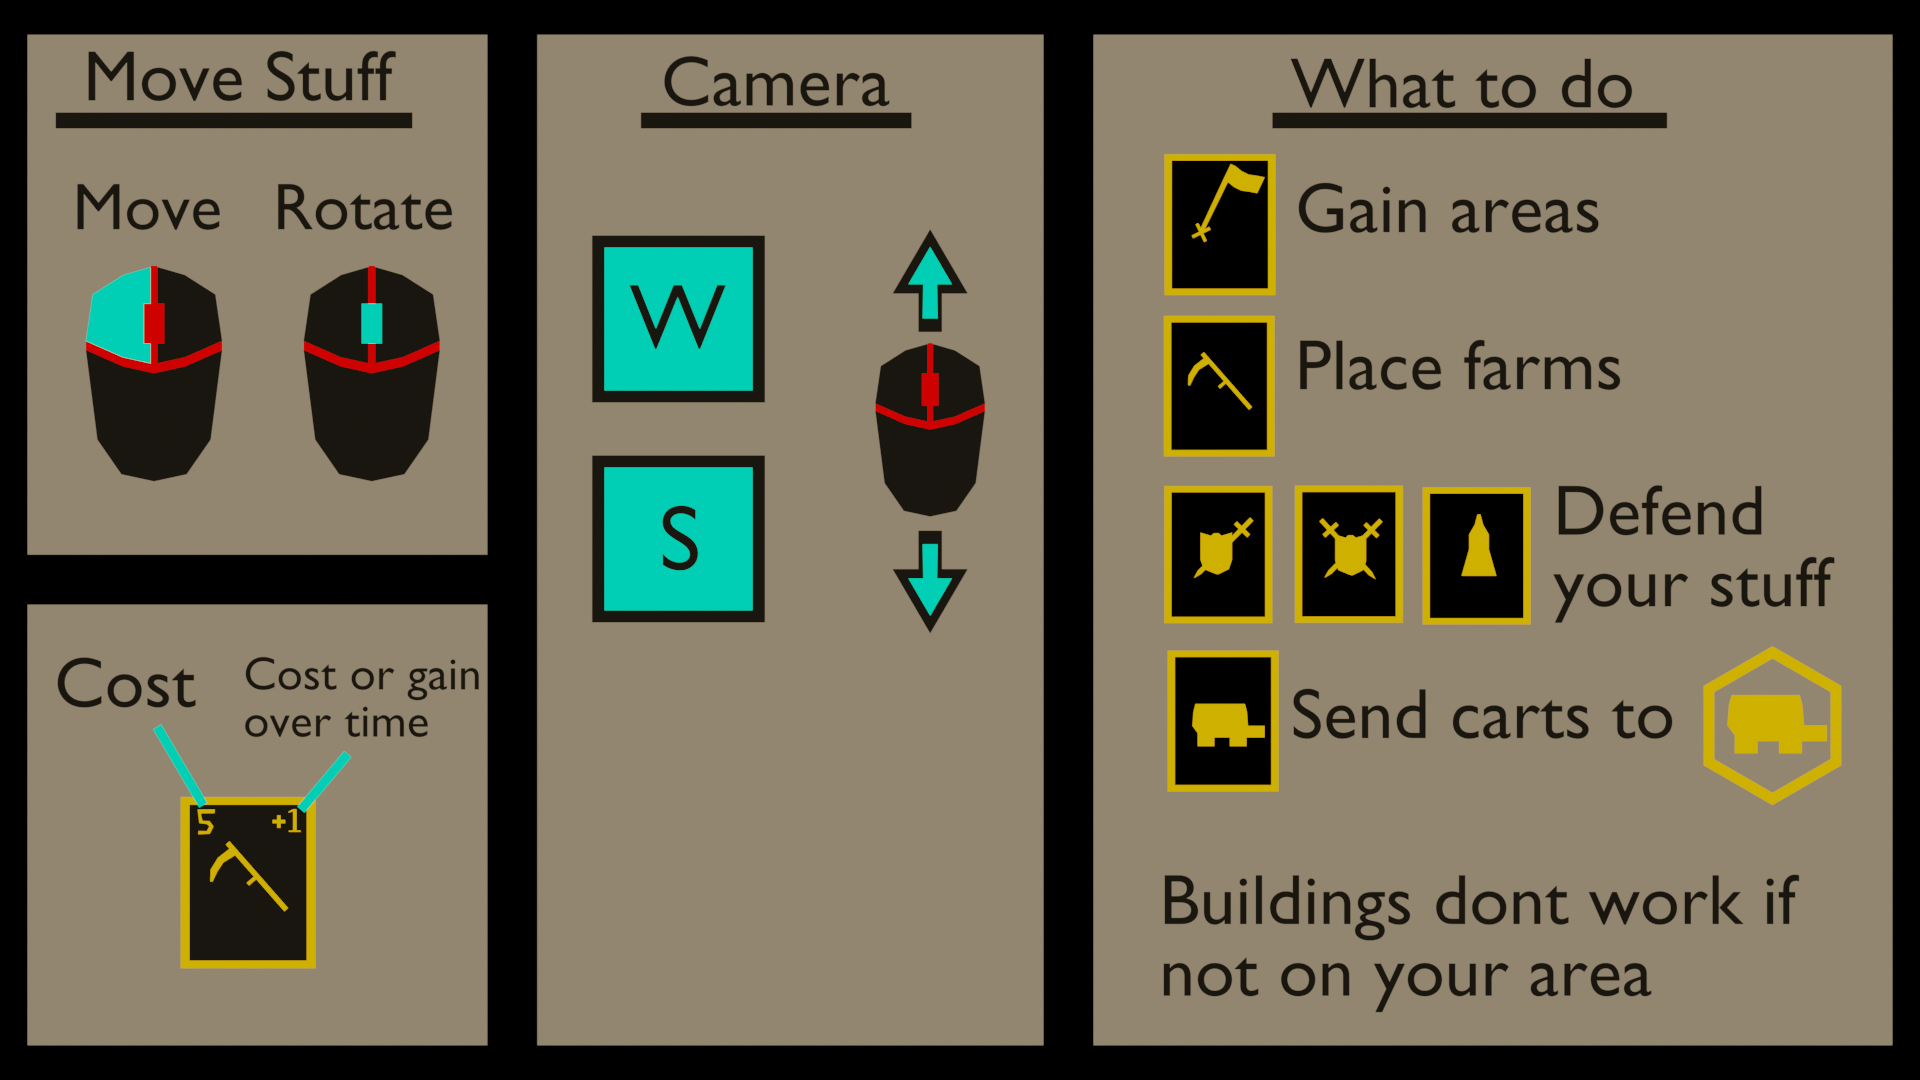 Move Stuff
Move Rotate
Cost
Cost or gain
over time
5 +1
Camera
W
S
What to do
Gain areas
Place farms
Defend
your stuff
Send carts to
Buildings dont work if
not on your area